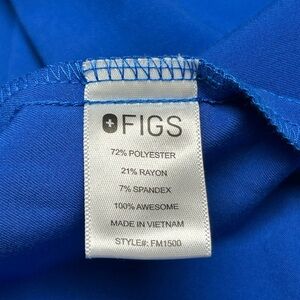 FIGS
72% POLYESTER
21% RAYON
7% SPANDEX
100% AWESOME
MADE IN VIETNAM
STYLE#: FM1500